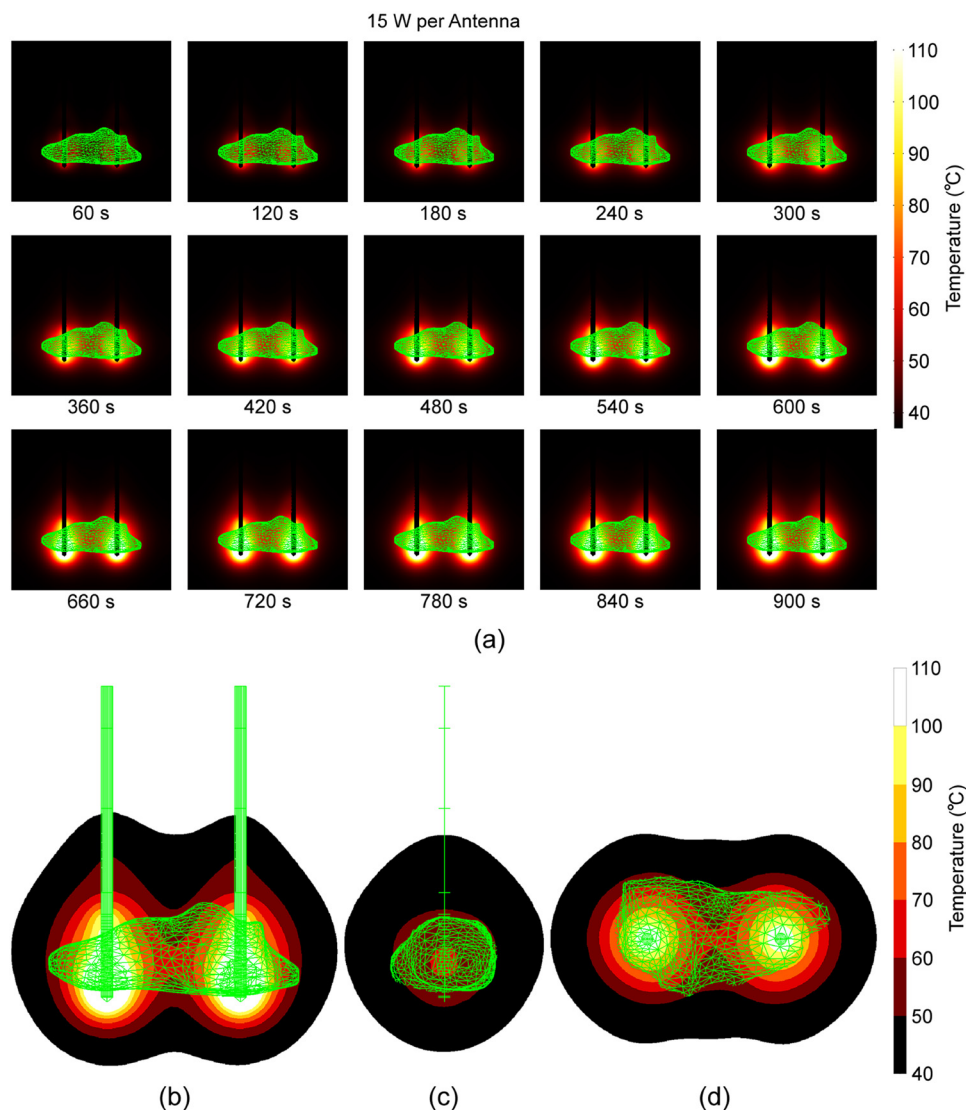 15 W per Antenna
60 s 120 s 180 s 240 s 300 s
360 s 420 s 480 s 540 s 600 s
660 s 720 s 780 s 840 s 900 s
110
100
90
80
70
60
50
40
Temperature (°C)
(a)
110
100
90
80
70
60
50
40
Temperature (°C)
(b) (c) (d)